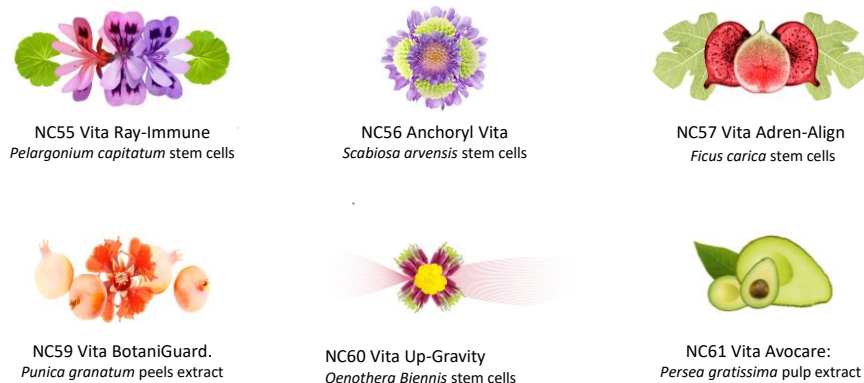 NC55 Vita Ray-Immune
Pelargonium capitatum stem cells
NC56 Anchoryl Vita
Scabiosa arvensis stem cells
NC57 Vita Adren-Align
Ficus carica stem cells
NC59 Vita BotaniGuard.
Punica granatum peels extract
NC60 Vita Up-Gravity
Oenothera Biennis stem cells
NC61 Vita Avocare:
Persea gratissima pulp extract